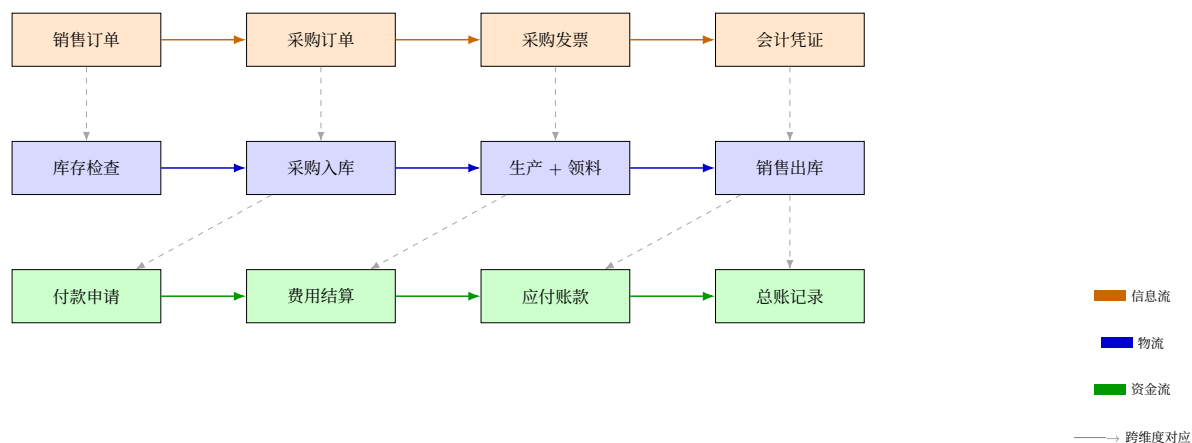 销售订单 采购订单 采购发票 会计凭证
库存检查 采购入库 生产 + 领料 销售出库
付款申请 费用结算 应付账款 总账记录
信息流
物流
资金流
跨维度对应